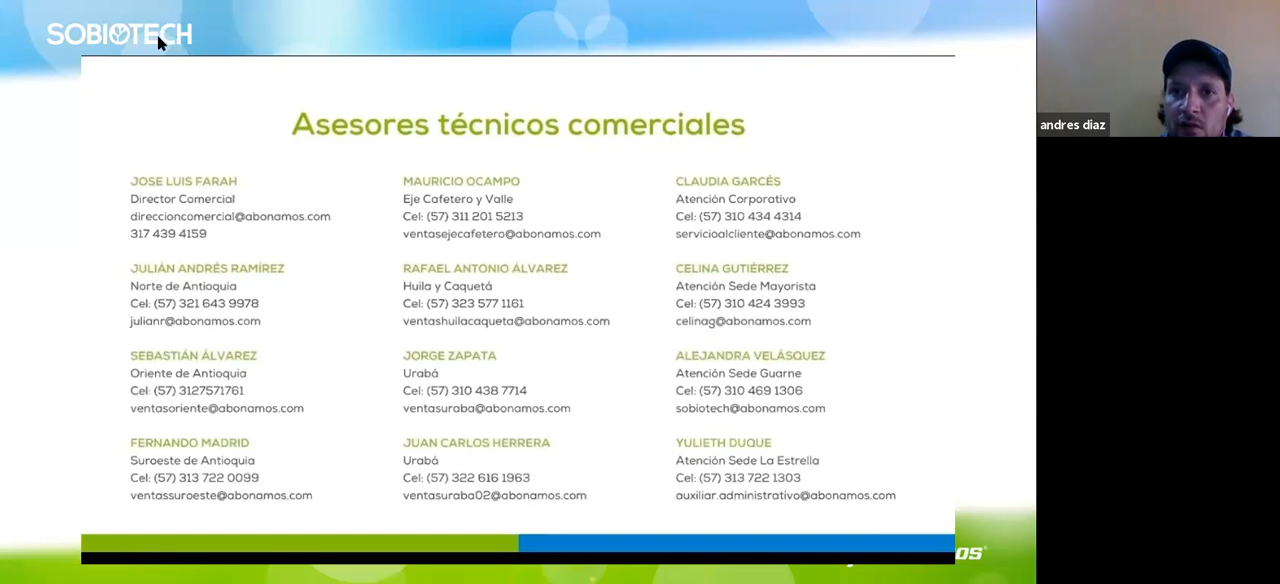 SOBIOTECH
Asesores técnicos comerciales
JOSE LUIS FARAH
Director Comercial
direccioncomercial@abonamos.com
317 439 4159
JULIÁN ANDRÉS RAMÍREZ
Norte de Antioquia
Cel: (57) 321 643 9978
julianr@abonamos.com
SEBASTIÁN ÁLVAREZ
Oriente de Antioquia
Cel: (57) 3127571761
ventasoriente@abonamos.com
FERNANDO MADRID
Suroeste de Antioquia
Cel: (57) 313 722 0099
ventassuroeste@abonamos.com
MAURICIO OCAMPO
Eje Cafetero y Valle
Cel: (57) 311 201 5213
ventasejecafetero@abonamos.com
RAFAEL ANTONIO ÁLVAREZ
Huila y Caquetá
Cel: (57) 323 577 1161
ventashuilacaqueta@abonamos.com
JORGE ZAPATA
Urabá
Cel: (57) 310 438 7714
ventasuraba@abonamos.com
JUAN CARLOS HERRERA
Urabá
Cel: (57) 322 616 1963
ventasuraba02@abonamos.com
CLAUDIA GARCÉS
Atención Corporativo
Cel: (57) 310 434 4314
servicioalcliente@abonamos.com
CELINA GUTIÉRREZ
Atención Sede Mayorista
Cel: (57) 310 424 3993
celinag@abonamos.com
ALEJANDRA VELÁSQUEZ
Atención Sede Guarne
Cel: (57) 310 469 1306
sobiotech@abonamos.com
YULIETH DUQUE
Atención Sede La Estrella
Cel: (57) 313 722 1303
auxiliar.administrativo@abonamos.com
andres diaz